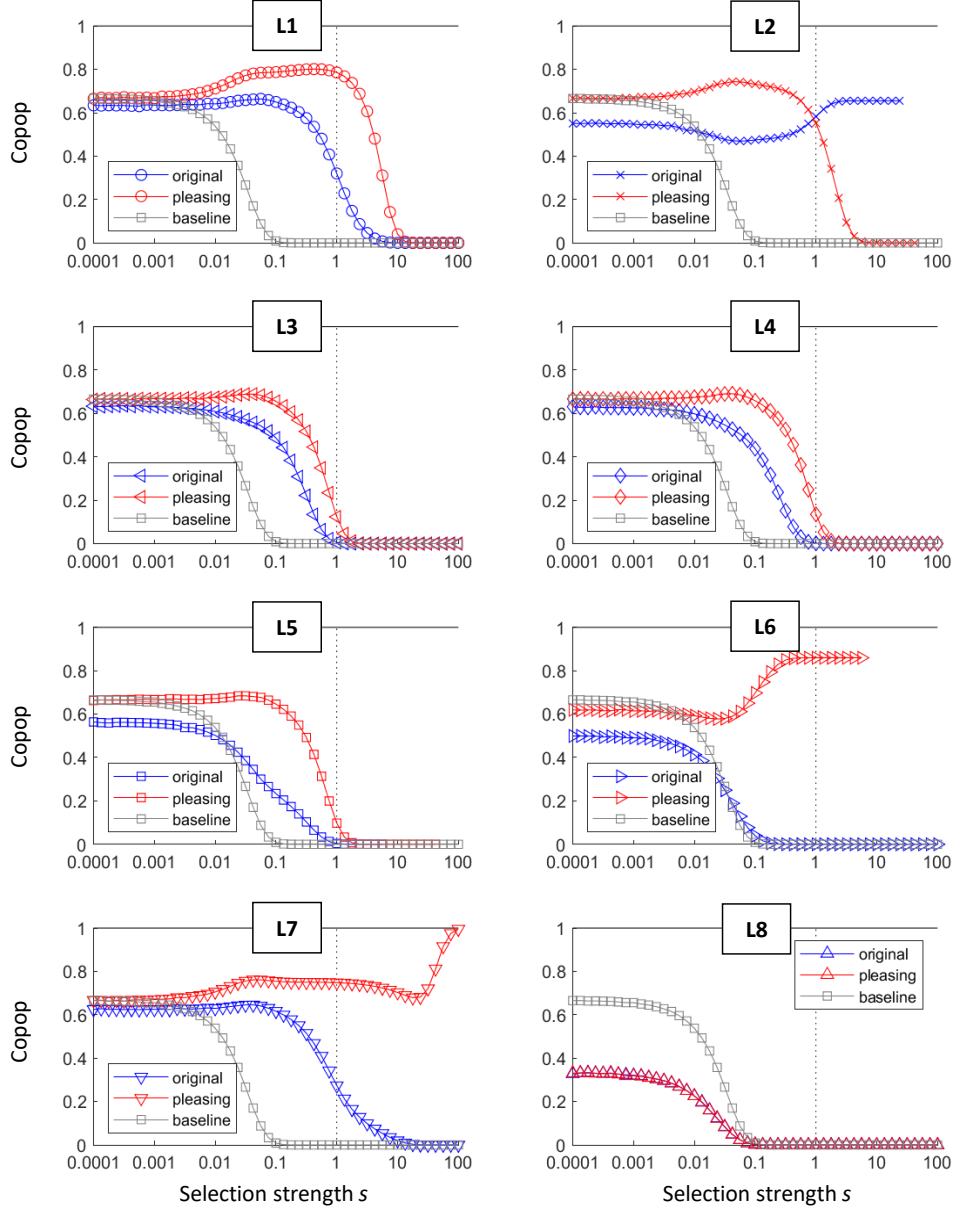 L1 L2
1 1
0.8 0.8
0.6 0.6
Copop
0.4 0.4
original original
0.2 pleasing 0.2 pleasing
baseline baseline
0 0
0.0001 0.001 0.01 0.1 1 10 100 0.0001 0.001 0.01 0.1 1 10 100
L3 L4
1 1
0.8 0.8
0.6 0.6
Copop
0.4 0.4
original original
0.2 pleasing 0.2 pleasing
baseline baseline
0 0
0.0001 0.001 0.01 0.1 1 10 100 0.0001 0.001 0.01 0.1 1 10 100
L5 L6
1 1
0.8 0.8
0.6 0.6
Copop
0.4 0.4
original original
0.2 pleasing 0.2 pleasing
baseline baseline
0 0
0.0001 0.001 0.01 0.1 1 10 100 0.0001 0.001 0.01 0.1 1 10 100
L7 L8
1 1
original
0.8 0.8 pleasing
baseline
0.6 0.6
Copop
0.4 0.4
original
0.2 pleasing 0.2
baseline
0 0
0.0001 0.001 0.01 0.1 1 10 100 0.0001 0.001 0.01 0.1 1 10 100
Selection strength s Selection strength s